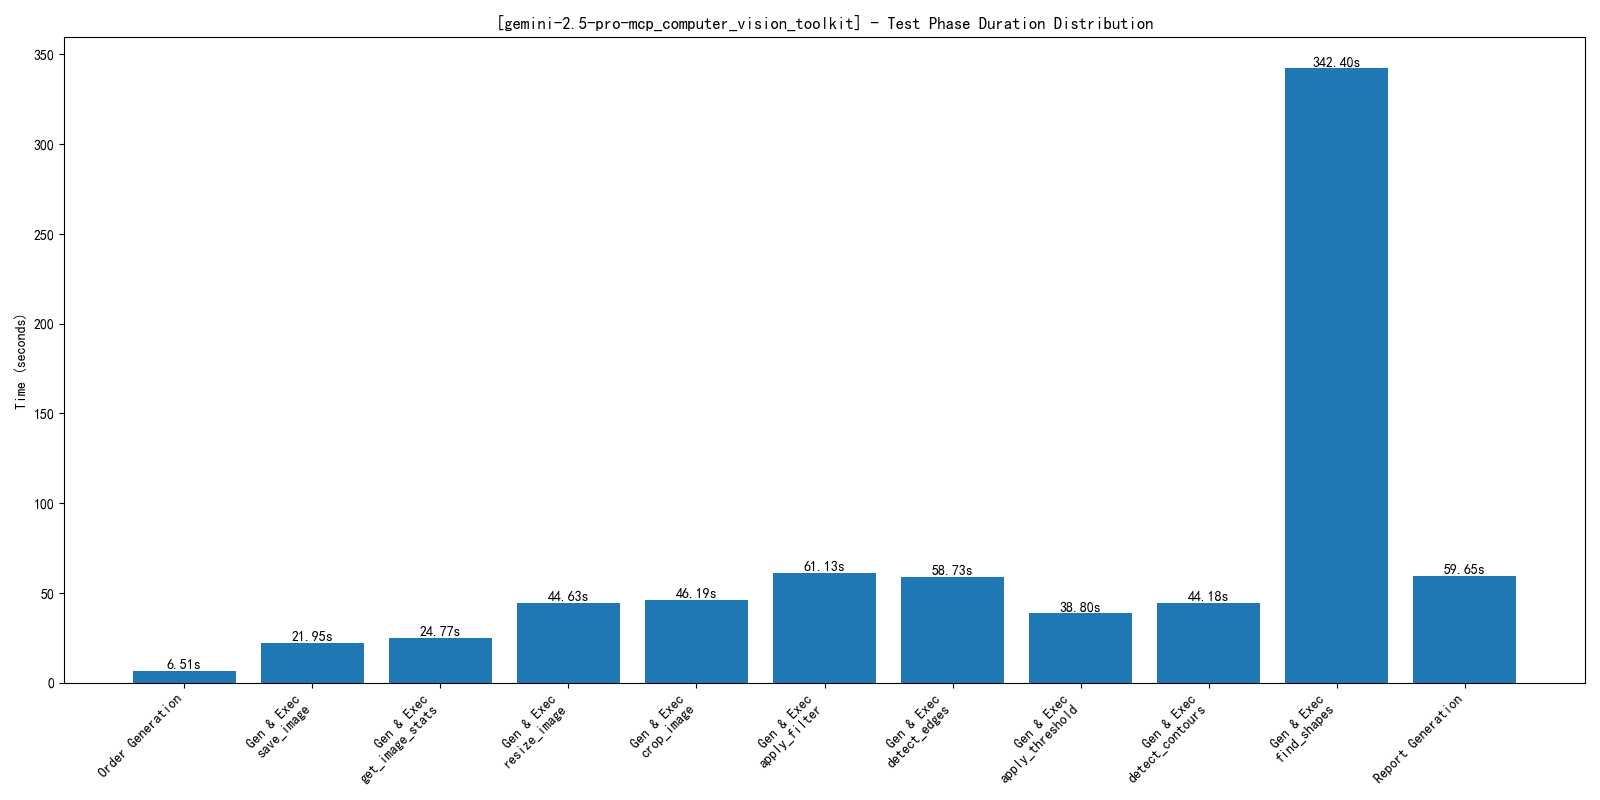 [gemini-2.5-pro-mcp_computer_vision_toolkit] - Test Phase Duration Distribution
Time (seconds)
350
300
250
200
150
100
50
0
6.51s
21.95s
24.77s
44.63s
46.19s
61.13s
58.73s
38.80s
44.18s
342.40s
59.65s
Order Generation
Gen & Exec
save_image
Gen & Exec
get_image_stats
Gen & Exec
resize_image
Gen & Exec
crop_image
Gen & Exec
apply_filter
Gen & Exec
detect_edges
Gen & Exec
apply_threshold
Gen & Exec
detect_contours
Gen & Exec
find_shapes
Report Generation